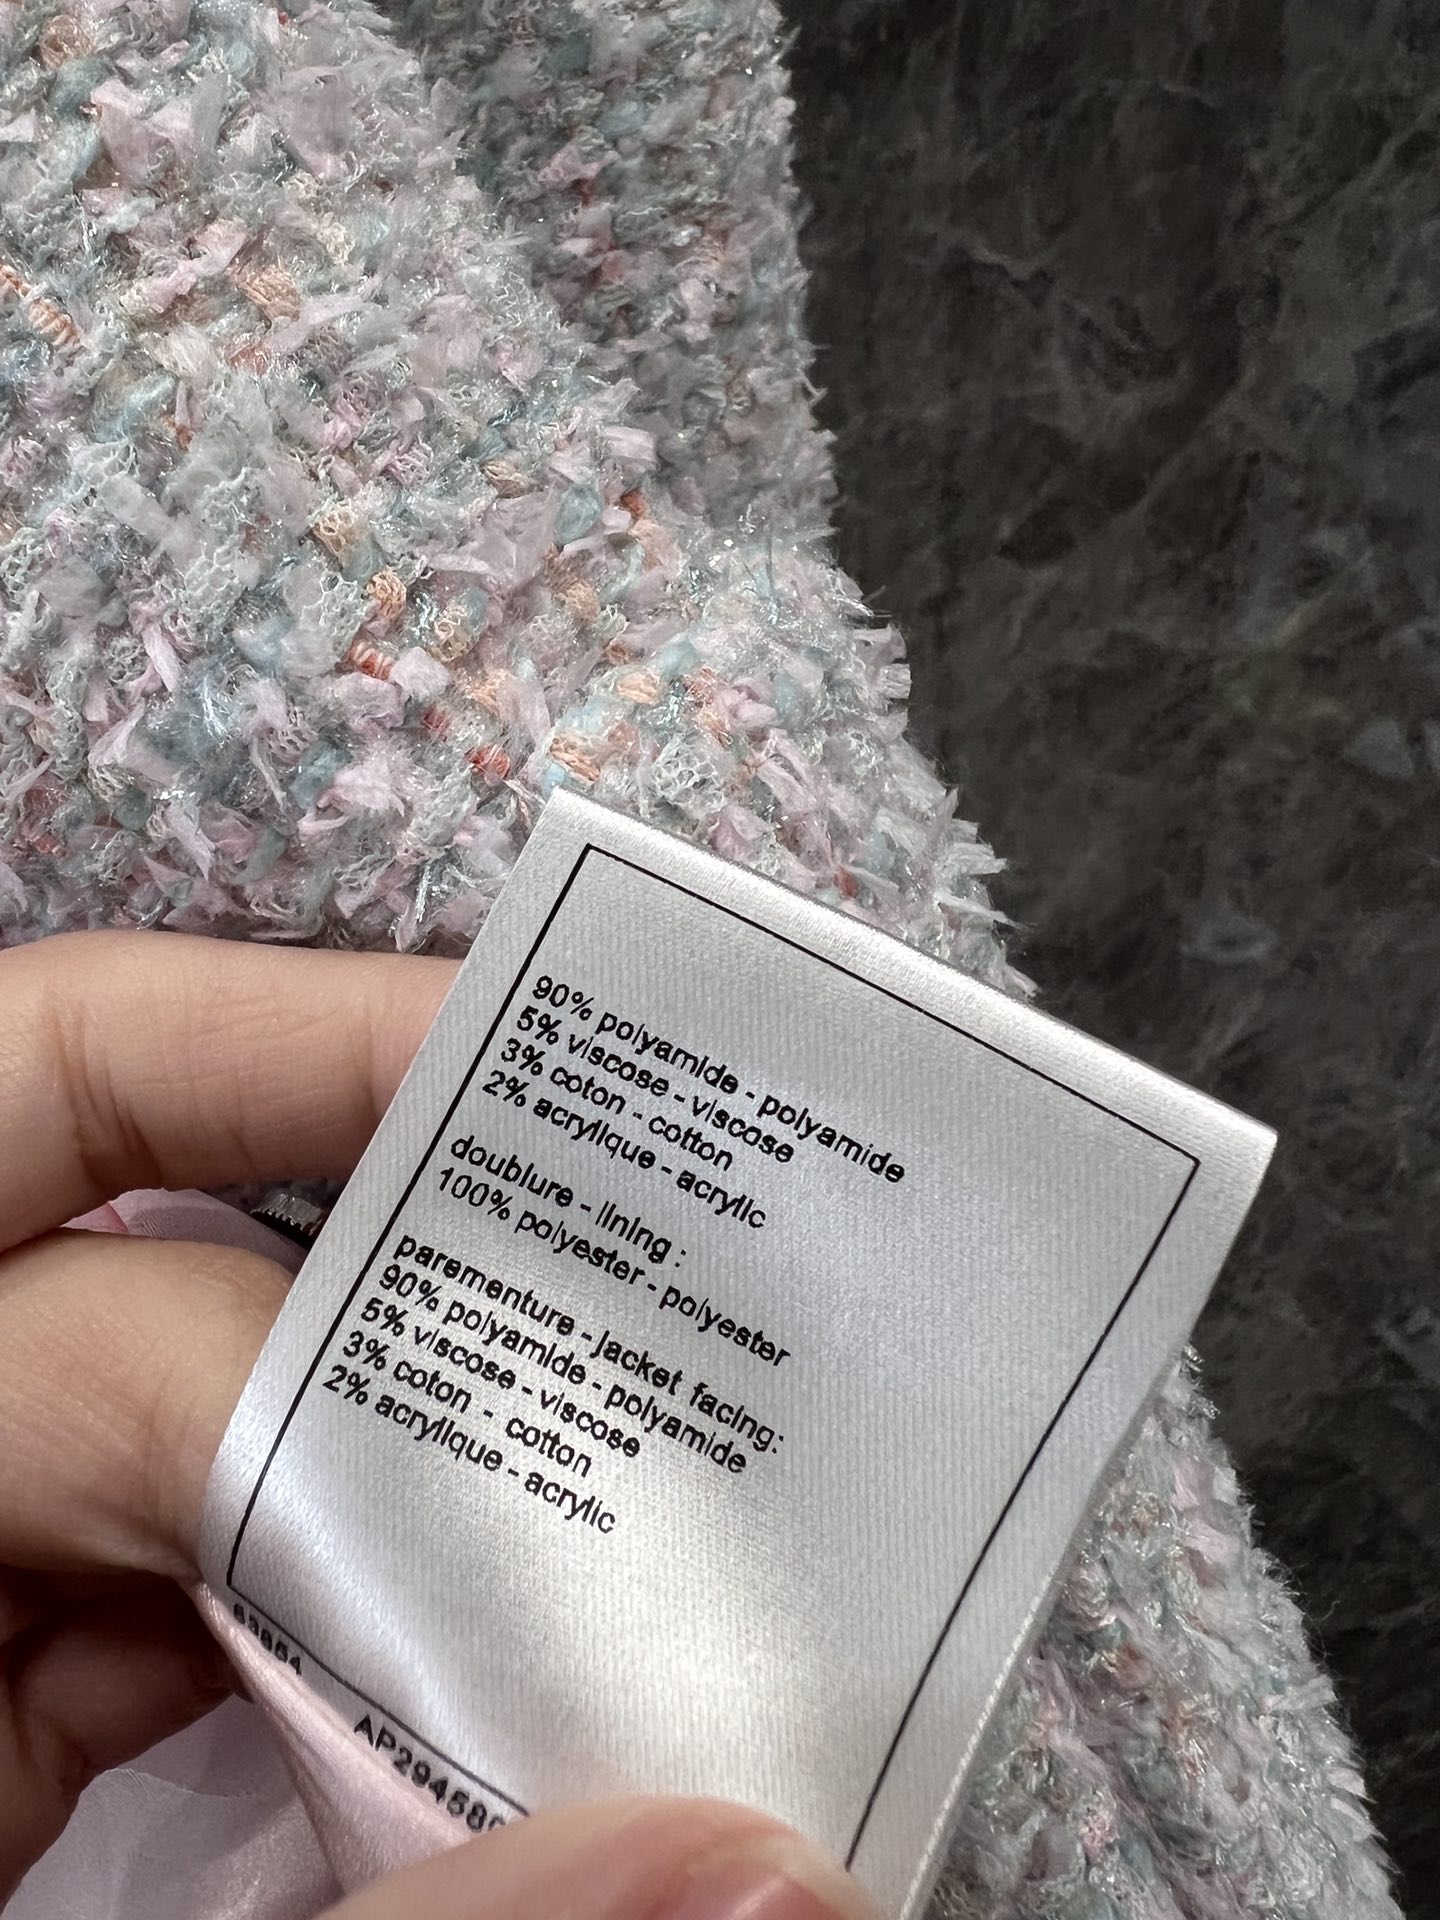 90% polyamide - polyamide
5% viscose - viscose
3% coton - cotton
2% acrylique - acrylic
doublure - lining :
100% polyester - polyester
parementure - jacket facing:
90% polyamide - polyamide
5% viscose - viscose
3% coton - cotton
2% acrylique - acrylic